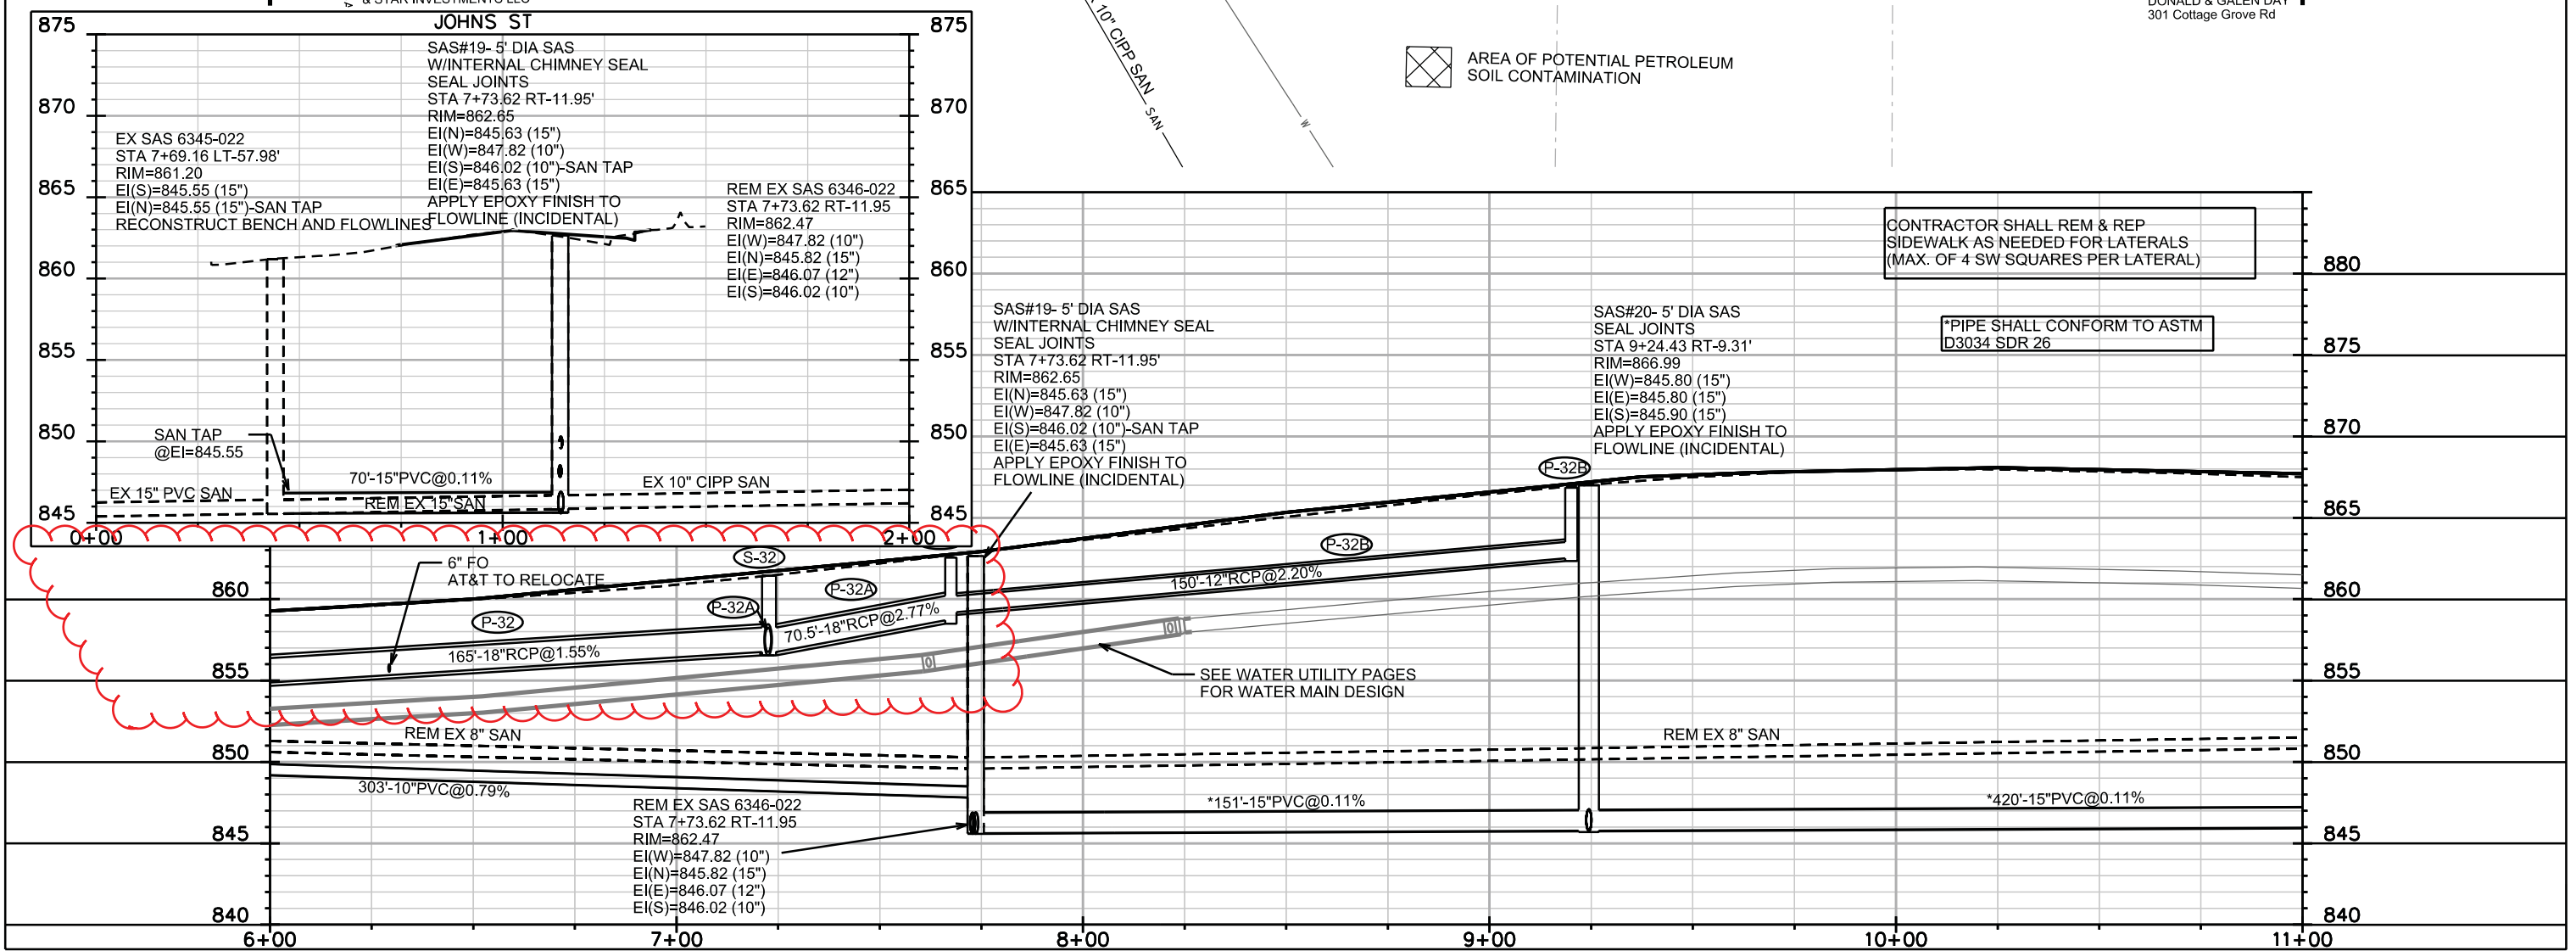 & STAR INVESTMENTS LLC
10" CIPP SAN
SAN
W
DONALD & GALEN DAY
301 Cottage Grove Rd
AREA OF POTENTIAL PETROLEUM
SOIL CONTAMINATION
JOHNS ST
875
870
865
860
855
850
845
875
870
865
860
855
850
845
0+00
1+00
2+00
EX SAS 6345-022
STA 7+69.16 LT-57.98'
RIM=861.20
EI(S)=845.55 (15")
EI(N)=845.55 (15")-SAN TAP
RECONSTRUCT BENCH AND FLOWLINES
SAS#19- 5' DIA SAS
W/INTERNAL CHIMNEY SEAL
SEAL JOINTS
STA 7+73.62 RT-11.95'
RIM=862.65
EI(N)=845.63 (15")
EI(W)=847.82 (10")
EI(S)=846.02 (10")-SAN TAP
EI(E)=845.63 (15")
APPLY EPOXY FINISH TO
FLOWLINE (INCIDENTAL)
REM EX SAS 6346-022
STA 7+73.62 RT-11.95
RIM=862.47
EI(W)=847.82 (10")
EI(N)=845.82 (15")
EI(E)=846.07 (12")
EI(S)=846.02 (10")
SAN TAP
@EI=845.55
70'-15"PVC@0.11%
EX 15" PVC SAN
REM EX 15"SAN
EX 10" CIPP SAN
CONTRACTOR SHALL REM & REP
SIDEWALK AS NEEDED FOR LATERALS
(MAX. OF 4 SW SQUARES PER LATERAL)
*PIPE SHALL CONFORM TO ASTM
D3034 SDR 26
SAS#19- 5' DIA SAS
W/INTERNAL CHIMNEY SEAL
SEAL JOINTS
STA 7+73.62 RT-11.95'
RIM=862.65
EI(N)=845.63 (15")
EI(W)=847.82 (10")
EI(S)=846.02 (10")-SAN TAP
EI(E)=845.63 (15")
APPLY EPOXY FINISH TO
FLOWLINE (INCIDENTAL)
SAS#20- 5' DIA SAS
SEAL JOINTS
STA 9+24.43 RT-9.31'
RIM=866.99
EI(W)=845.80 (15")
EI(E)=845.80 (15")
EI(S)=845.90 (15")
APPLY EPOXY FINISH TO
FLOWLINE (INCIDENTAL)
P-32B
P-32B
150'-12"RCP@2.20%
S-32
6" FO
AT&T TO RELOCATE
P-32A
P-32A
P-32
70.5'-18"RCP@2.77%
165'-18"RCP@1.55%
SEE WATER UTILITY PAGES
FOR WATER MAIN DESIGN
REM EX 8" SAN
REM EX 8" SAN
303'-10"PVC@0.79%
*151'-15"PVC@0.11%
*420'-15"PVC@0.11%
REM EX SAS 6346-022
STA 7+73.62 RT-11.95
RIM=862.47
EI(W)=847.82 (10")
EI(N)=845.82 (15")
EI(E)=846.07 (12")
EI(S)=846.02 (10")
860
855
850
845
840
880
875
870
865
860
855
850
845
840
6+00
7+00
8+00
9+00
10+00
11+00